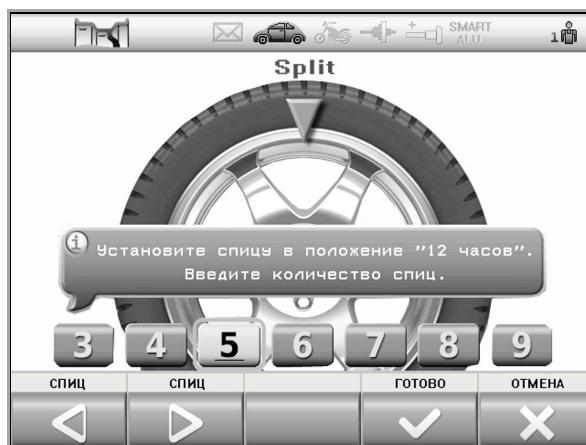 SMART
ALU
1
Split
Установите спицу в положение "12 часов".
Введите количество спиц.
3 4 5 6 7 8 9
СПИЦ СПИЦ ГОТОВО ОТМЕНА